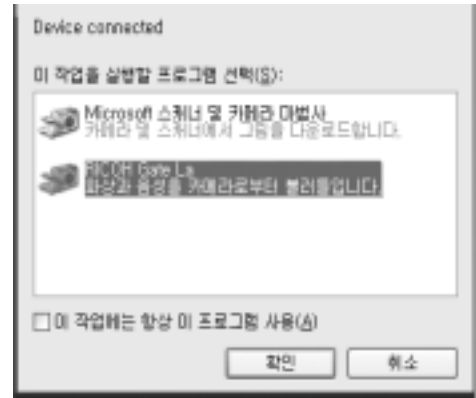 Device connected
이 작업을 실행할 프로그램 선택(S):
Microsoft 스캐너 및 카메라 마법사
카메라 및 스캐너에서 그림을 다운로드합니다.
RICOH Gate La
화상과 음성을 카메라로부터 불러들입니다.
이 작업에는 항상 이 프로그램 사용(A)
확인
취소